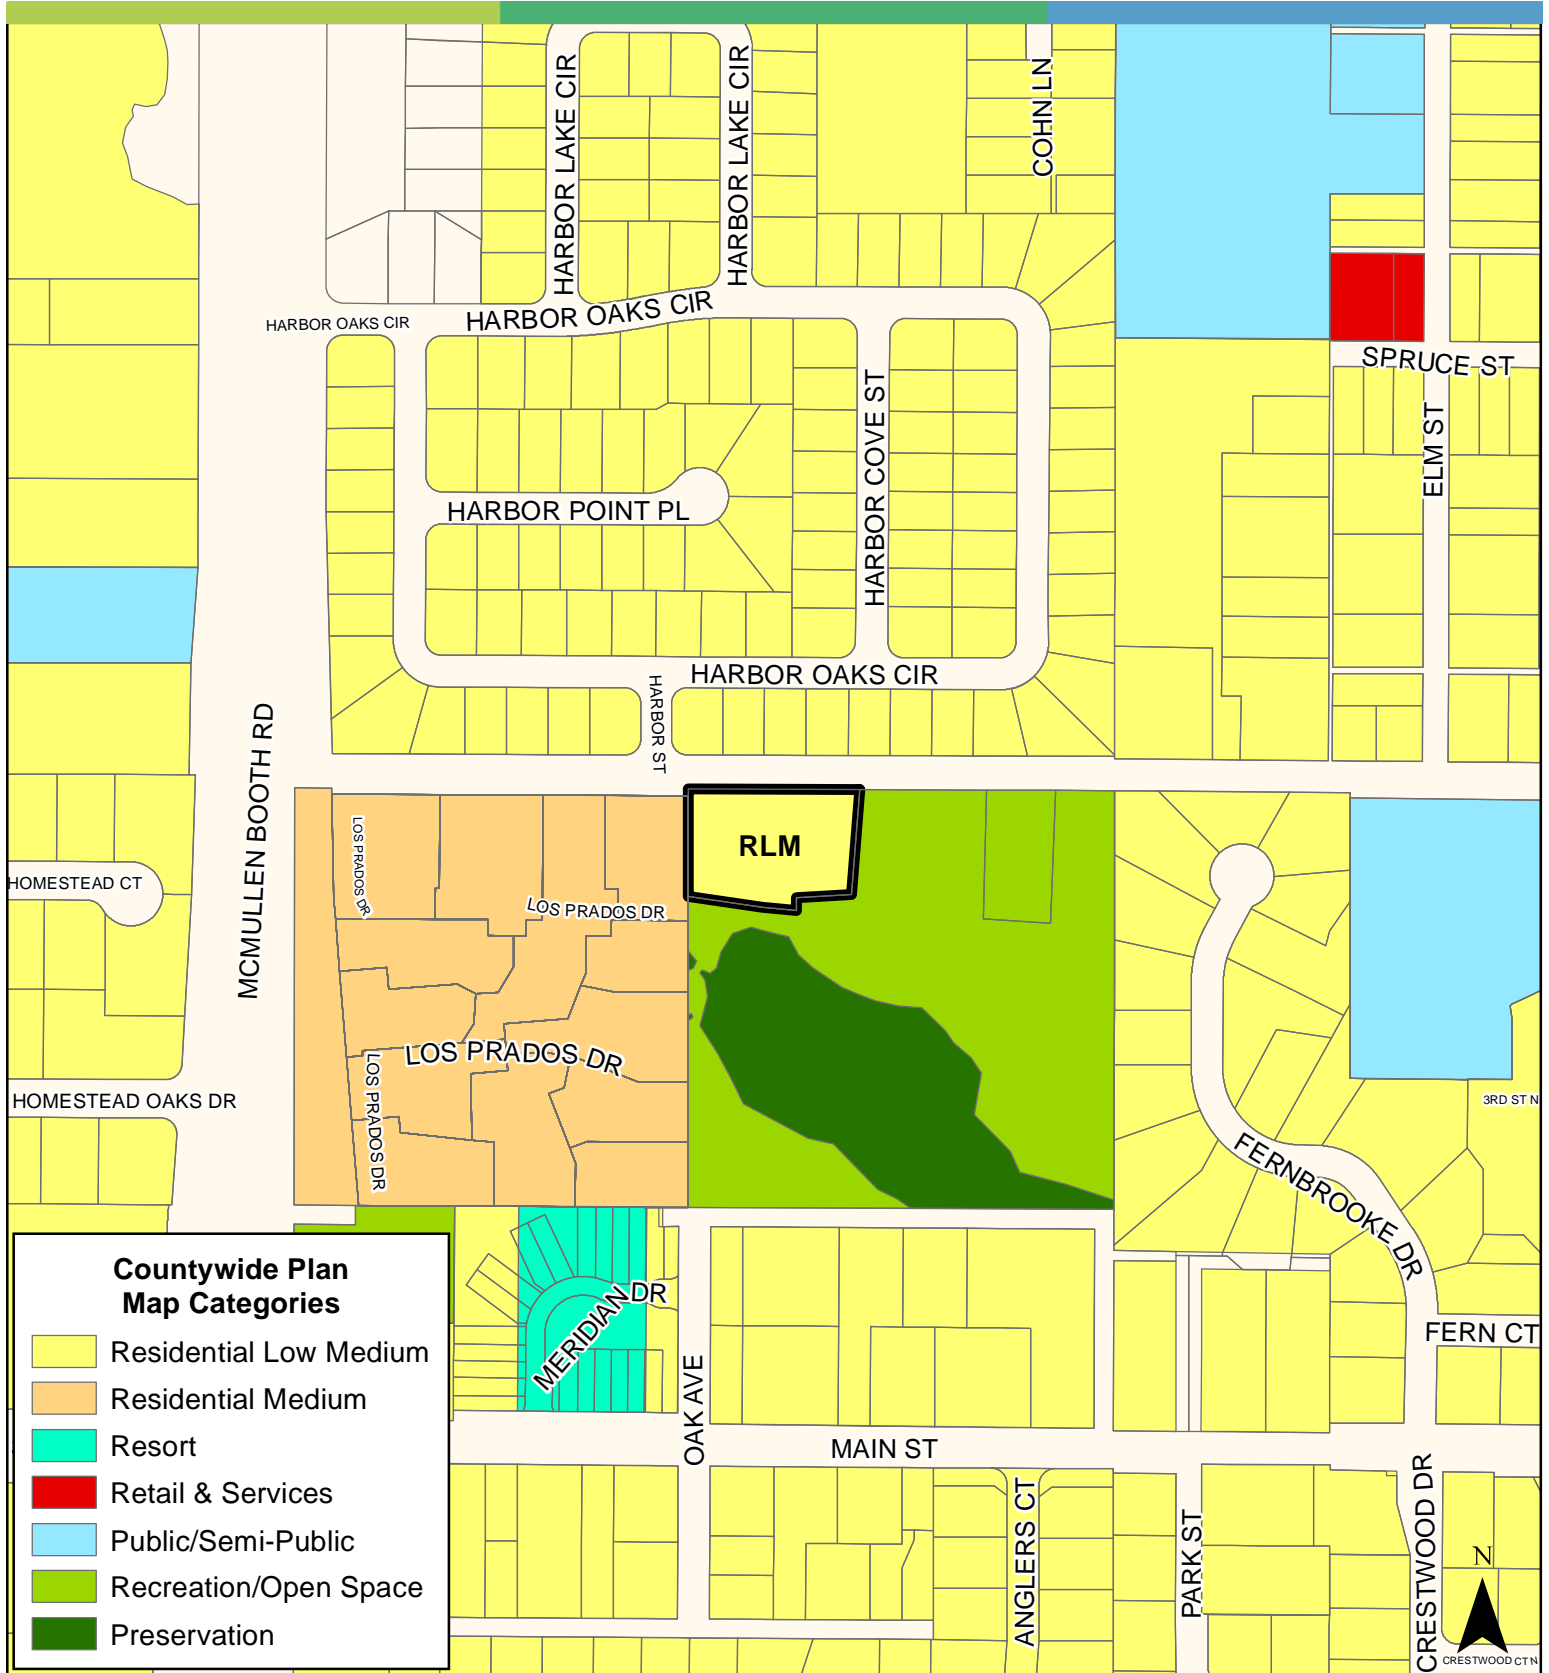 HARBOR LAKE CIR
HARBOR LAKE CIR
COHN LN
HARBOR OAKS CIR
HARBOR OAKS CIR
SPRUCE ST
ELM ST
HARBOR COVE ST
HARBOR POINT PL
HARBOR OAKS CIR
HARBOR ST
MCMULLEN BOOTH RD
RLM
LOS PRADOS DR
HOMESTEAD CT
LOS PRADOS DR
LOS PRADOS DR
LOS PRADOS DR
HOMESTEAD OAKS DR
3RD ST N
FERNBROOKE DR
MERIDIAN DR
FERN CT
OAK AVE
MAIN ST
ANGLERS CT
PARK ST
CRESTWOOD DR
CRESTWOOD CT N
N
Countywide Plan
Map Categories
Residential Low Medium
Residential Medium
Resort
Retail & Services
Public/Semi-Public
Recreation/Open Space
Preservation